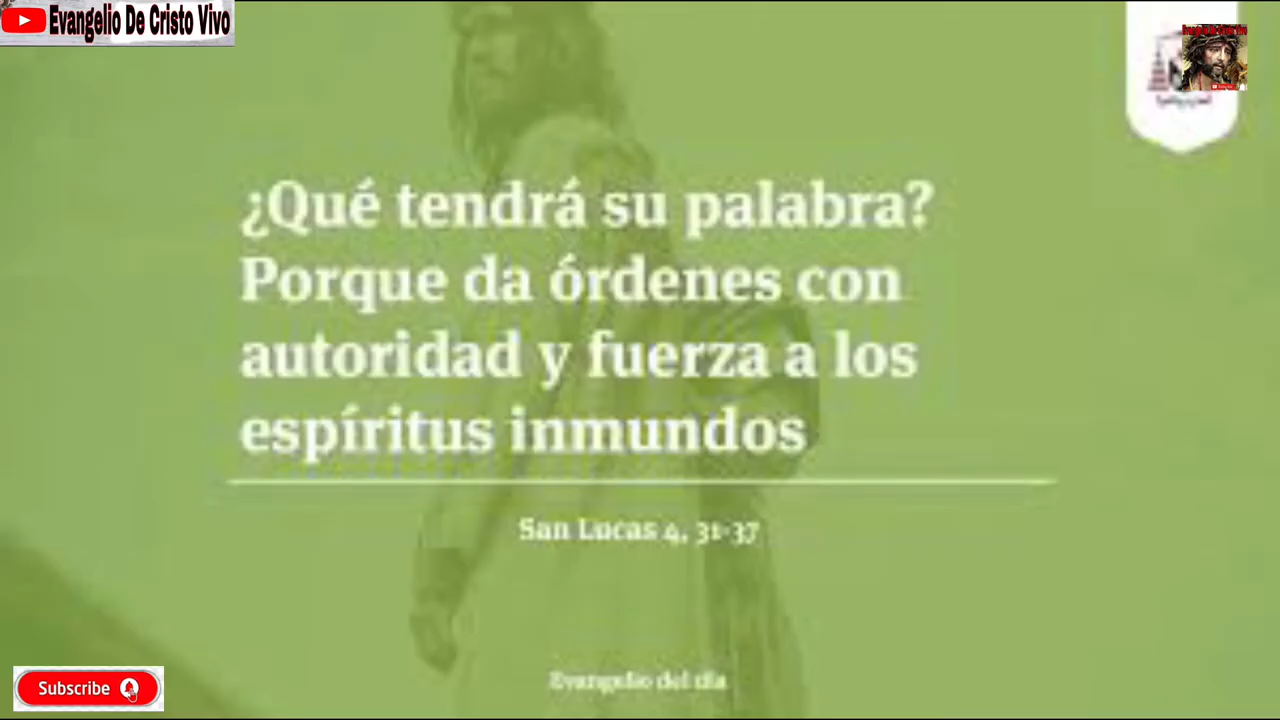 Evangelio De Cristo Vivo
¿Qué tendrá su palabra?
Porque da órdenes con
autoridad y fuerza a los
espíritus inmundos
San Lucas 4, 31-37
Evangelio del día
Subscribe